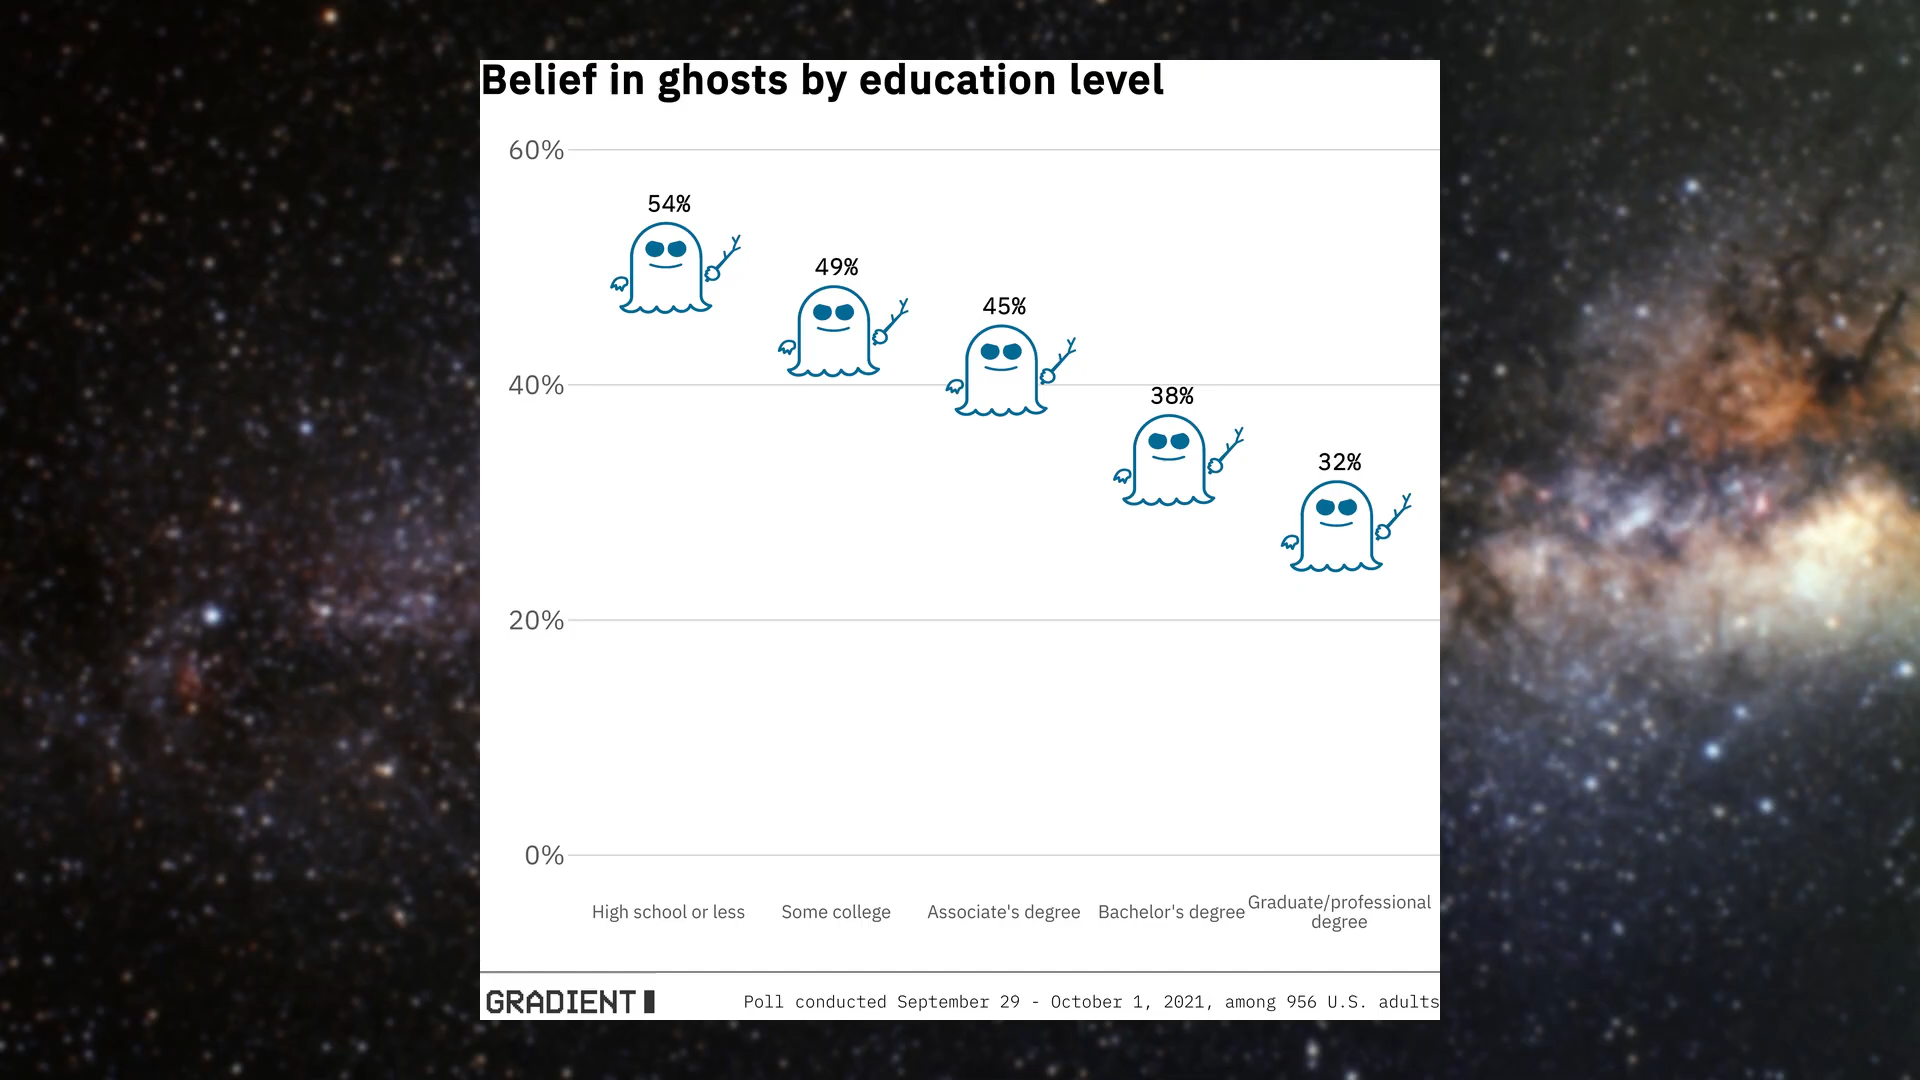 Belief in ghosts by education level
60%
54%
49%
45%
40%
38%
32%
20%
0%
High school or less
Some college
Associate's degree
Bachelor's degree
Graduate/professional
degree
GRADIENT
Poll conducted September 29 - October 1, 2021, among 956 U.S. adults